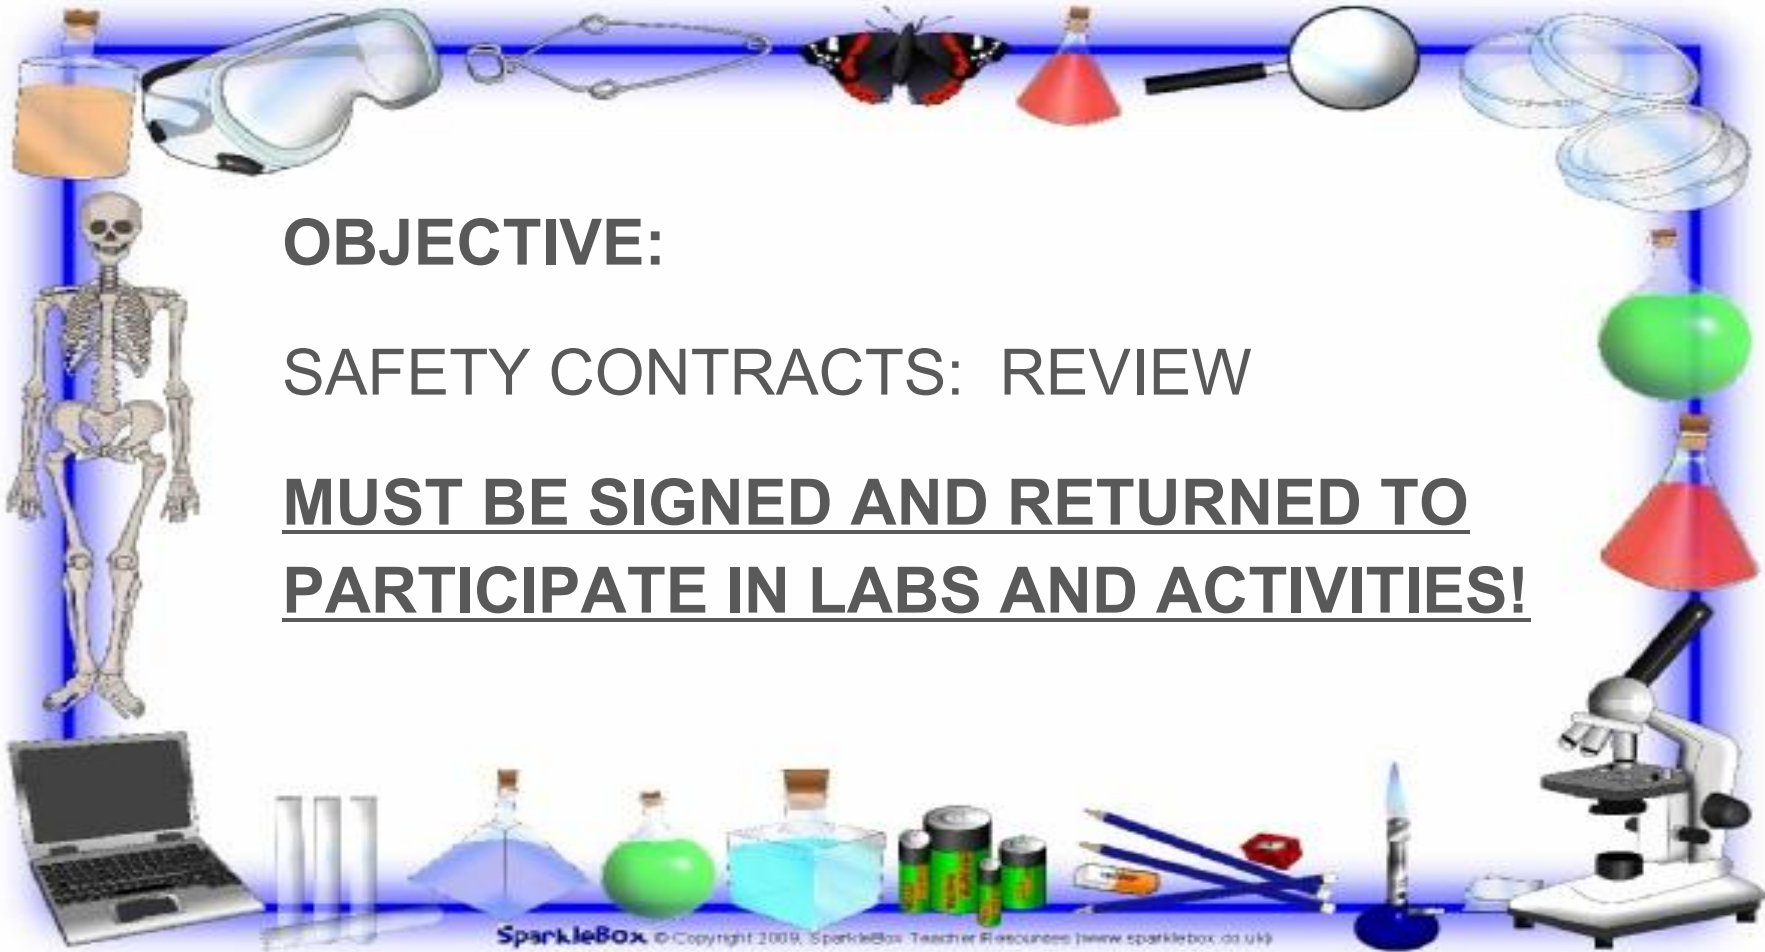 OBJECTIVE:
SAFETY CONTRACTS: REVIEW
MUST BE SIGNED AND RETURNED TO
PARTICIPATE IN LABS AND ACTIVITIES!
SparkleBox © Copyright 2009, SparkleBox Teacher Resources (www.sparklebox.co.uk)